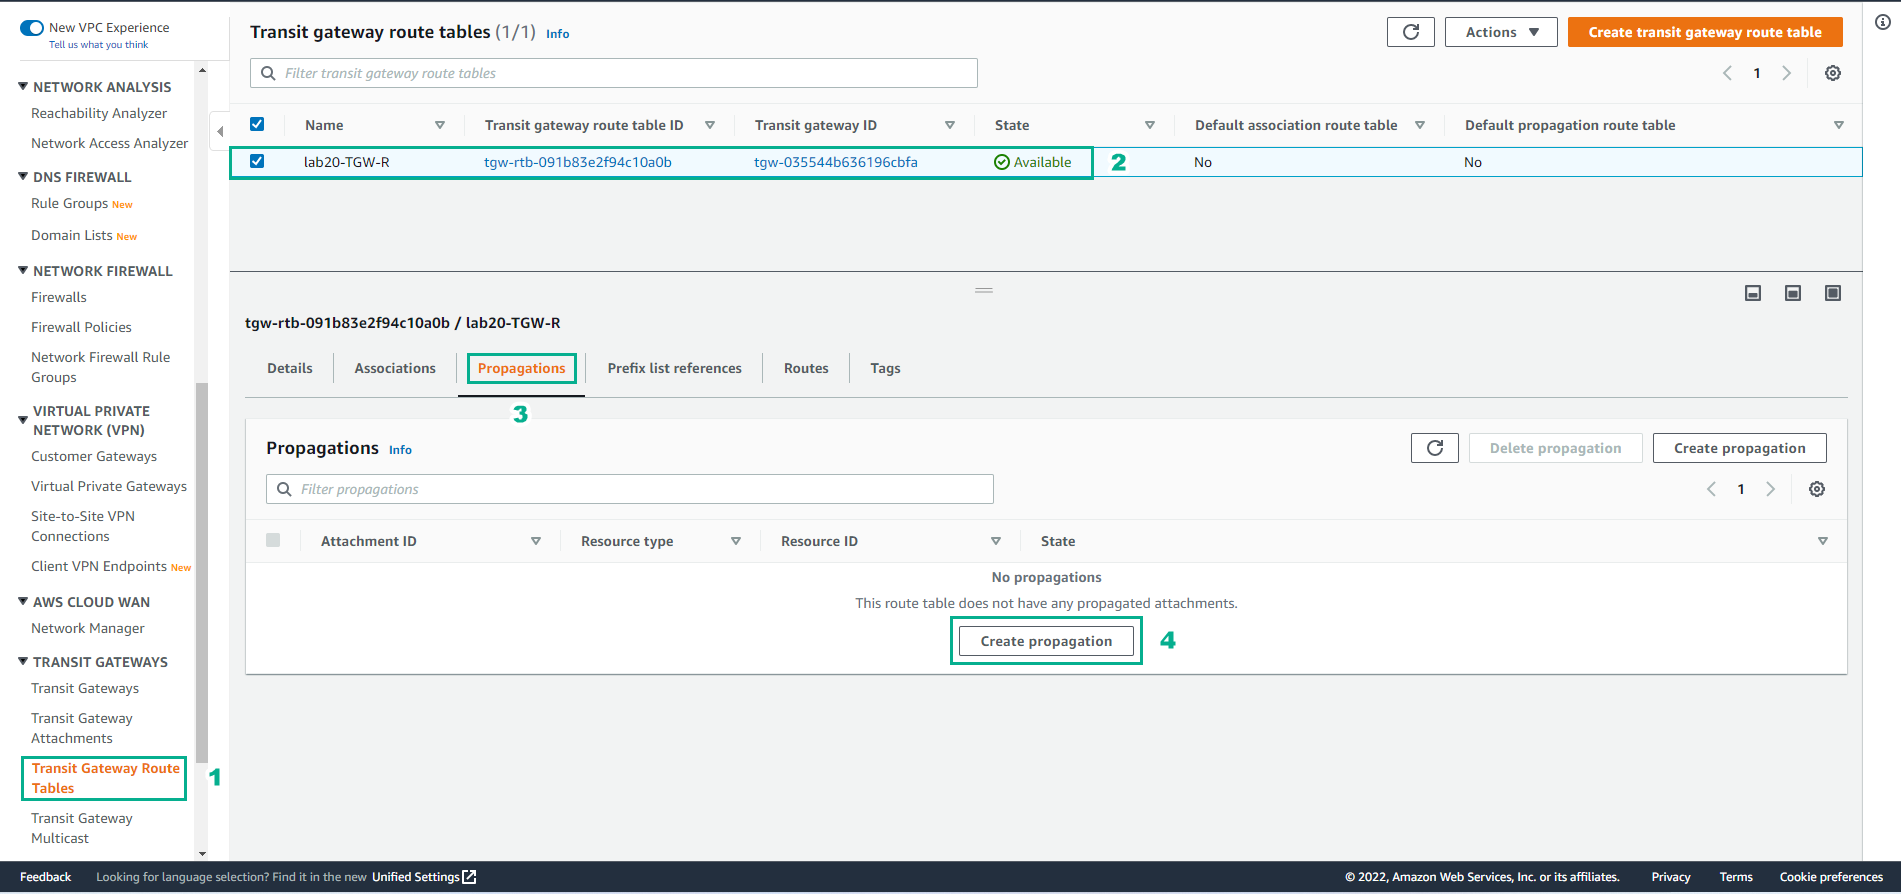 New VPC Experience
Tell us what you think
NETWORK ANALYSIS
Reachability Analyzer
Network Access Analyzer
DNS FIREWALL
Rule Groups New
Domain Lists New
NETWORK FIREWALL
Firewalls
Firewall Policies
Network Firewall Rule
Groups
VIRTUAL PRIVATE
NETWORK (VPN)
Customer Gateways
Virtual Private Gateways
Site-to-Site VPN
Connections
Client VPN Endpoints New
AWS CLOUD WAN
Network Manager
TRANSIT GATEWAYS
Transit Gateways
Transit Gateway
Attachments
Transit Gateway Route
Tables
1
Transit Gateway
Multicast
Transit gateway route tables (1/1) Info
Actions
Create transit gateway route table
Filter transit gateway route tables
1
Name Transit gateway route table ID Transit gateway ID State Default association route table Default propagation route table
lab20-TGW-R tgw-rtb-091b83e2f94c10a0b tgw-035544b636196cbfa Available 2 No No
tgw-rtb-091b83e2f94c10a0b / lab20-TGW-R
Details Associations Propagations Prefix list references Routes Tags
3
Propagations Info
Delete propagation Create propagation
Filter propagations
1
Attachment ID Resource type Resource ID State
No propagations
This route table does not have any propagated attachments.
Create propagation 4
Feedback Looking for language selection? Find it in the new Unified Settings © 2022, Amazon Web Services, Inc. or its affiliates. Privacy Terms Cookie preferences